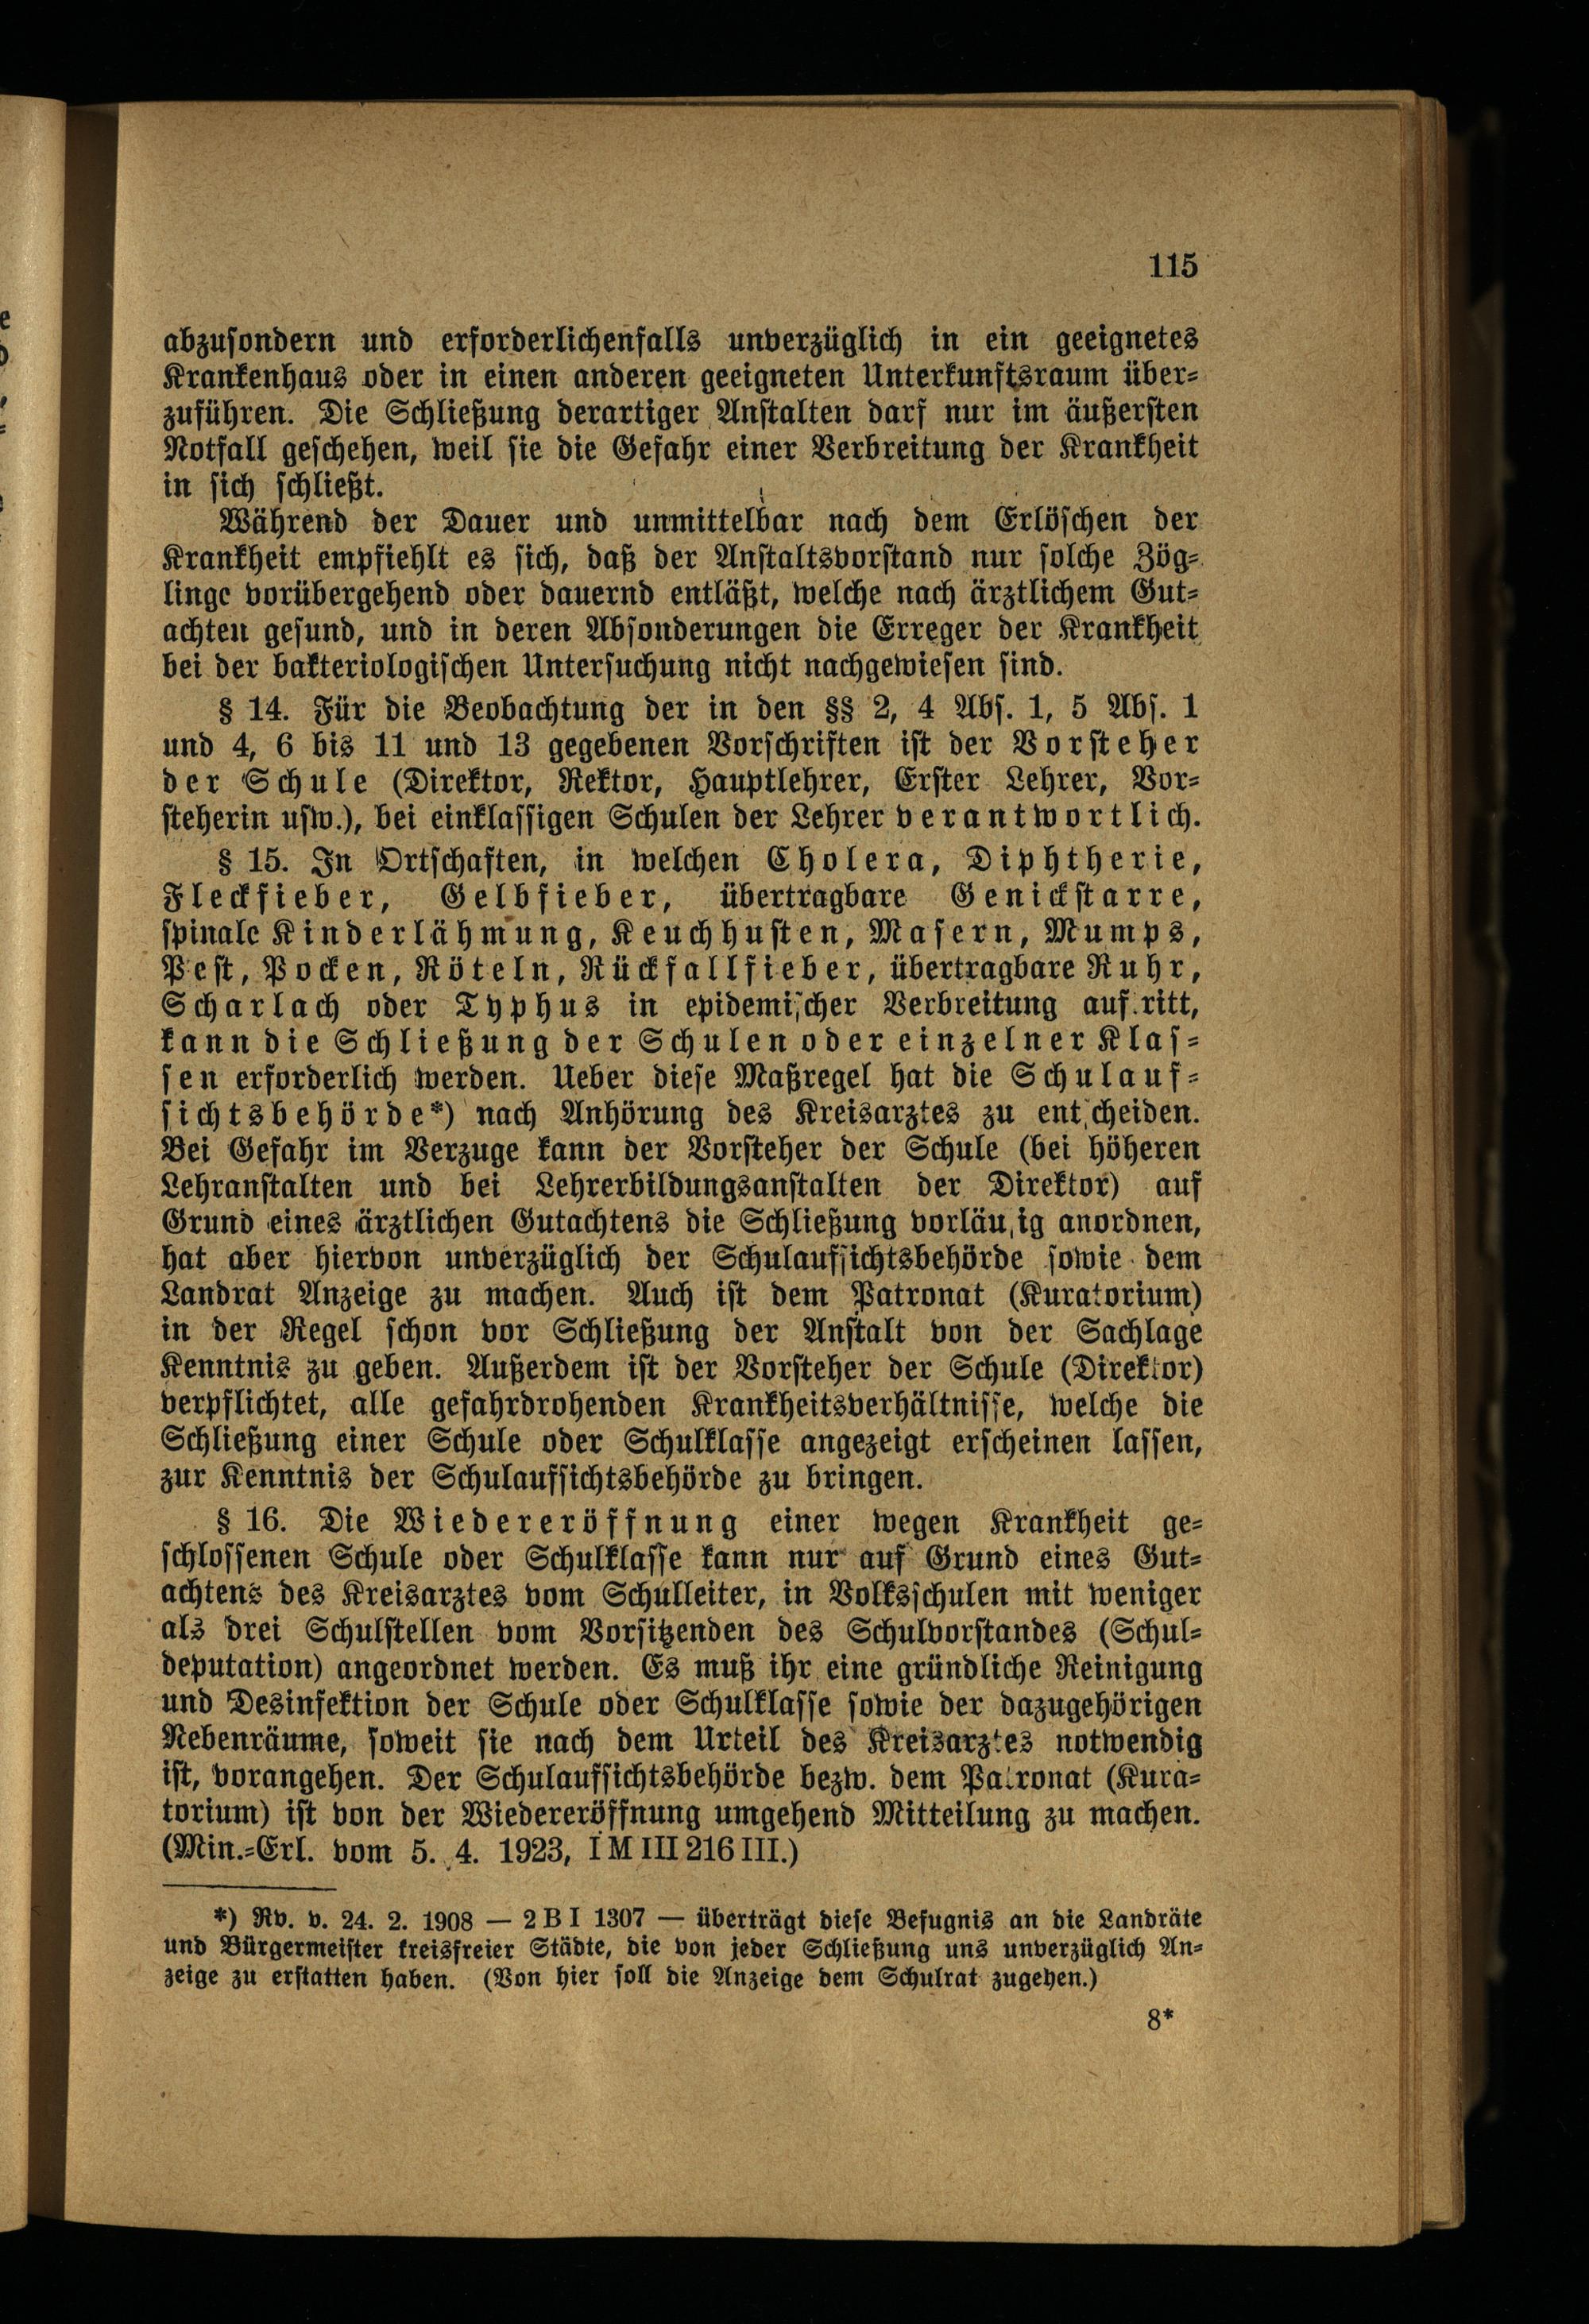 115
abzusondern und erforderlichenfalls unverzüglich in ein geeignetes
Krankenhaus oder in einen anderen geeigneten Unterkunftsraum über-
zuführen. Die Schließung derartiger Anstalten darf nur im äußersten
Notfall geschehen, weil sie die Gefahr einer Verbreitung der Krankheit
in sich schließt.
Während der Dauer und unmittelbar nach dem Erlöschen der
Krankheit empfiehlt es sich, daß der Anstaltsvorstand nur solche Zög-
linge vorübergehend oder dauernd entläßt, welche nach ärztlichem Gut-
achten gesund, und in deren Absonderungen die Erreger der Krankheit
bei der bakteriologischen Untersuchung nicht nachgewiesen sind.
§ 14. Für die Beobachtung der in den §§ 2, 4 Abs. 1, 5 Abs. 1
und 4, 6 bis 11 und 13 gegebenen Vorschriften ist der Vorsteher
der Schule (Direktor, Rektor, Hauptlehrer, Erster Lehrer, Vor-
steherin usw.), bei einklassigen Schulen der Lehrer verantwortlich.
§ 15. In Ortschaften, in welchen Cholera, Diphtherie,
Fleckfieber, Gelbfieber, übertragbare Genickstarre,
spinale Kinderlähmung, Keuchhusten, Masern, Mumps,
Pest, Pocken, Röteln, Rückfallfieber, übertragbare Ruhr,
Scharlach oder Typhus in epidemischer Verbreitung auftritt,
kann die Schließung der Schulen oder einzelner Klas-
sen erforderlich werden. Ueber diese Maßregel hat die Schulauf-
sichtsbehörde*) nach Anhörung des Kreisarztes zu entscheiden.
Bei Gefahr im Verzuge kann der Vorsteher der Schule (bei höheren
Lehranstalten und bei Lehrerbildungsanstalten der Direktor) auf
Grund eines ärztlichen Gutachtens die Schließung vorläufig anordnen,
hat aber hiervon unverzüglich der Schulaufsichtsbehörde sowie dem
Landrat Anzeige zu machen. Auch ist dem Patronat (Kuratorium)
in der Regel schon vor Schließung der Anstalt von der Sachlage
Kenntnis zu geben. Außerdem ist der Vorsteher der Schule (Direktor)
verpflichtet, alle gefahrdrohenden Krankheitsverhältnisse, welche die
Schließung einer Schule oder Schulklasse angezeigt erscheinen lassen,
zur Kenntnis der Schulaufsichtsbehörde zu bringen.
§ 16. Die Wiedereröffnung einer wegen Krankheit ge-
schlossenen Schule oder Schulklasse kann nur auf Grund eines Gut-
achtens des Kreisarztes vom Schulleiter, in Volksschulen mit weniger
als drei Schulstellen vom Vorsitzenden des Schulvorstandes (Schul-
deputation) angeordnet werden. Es muß ihr eine gründliche Reinigung
und Desinfektion der Schule oder Schulklasse sowie der dazugehörigen
Nebenräume, soweit sie nach dem Urteil des Kreisarztes notwendig
ist, vorangehen. Der Schulaufsichtsbehörde bezw. dem Patronat (Kura-
torium) ist von der Wiedereröffnung umgehend Mitteilung zu machen.
(Min.-Erl. vom 5. 4. 1923, I M III 216 III.)
*) Rv. v. 24. 2. 1908 — 2 B I 1307 — überträgt diese Befugnis an die Landräte
und Bürgermeister kreisfreier Städte, die von jeder Schließung uns unverzüglich An-
zeige zu erstatten haben. (Von hier soll die Anzeige dem Schulrat zugehen.)
8*